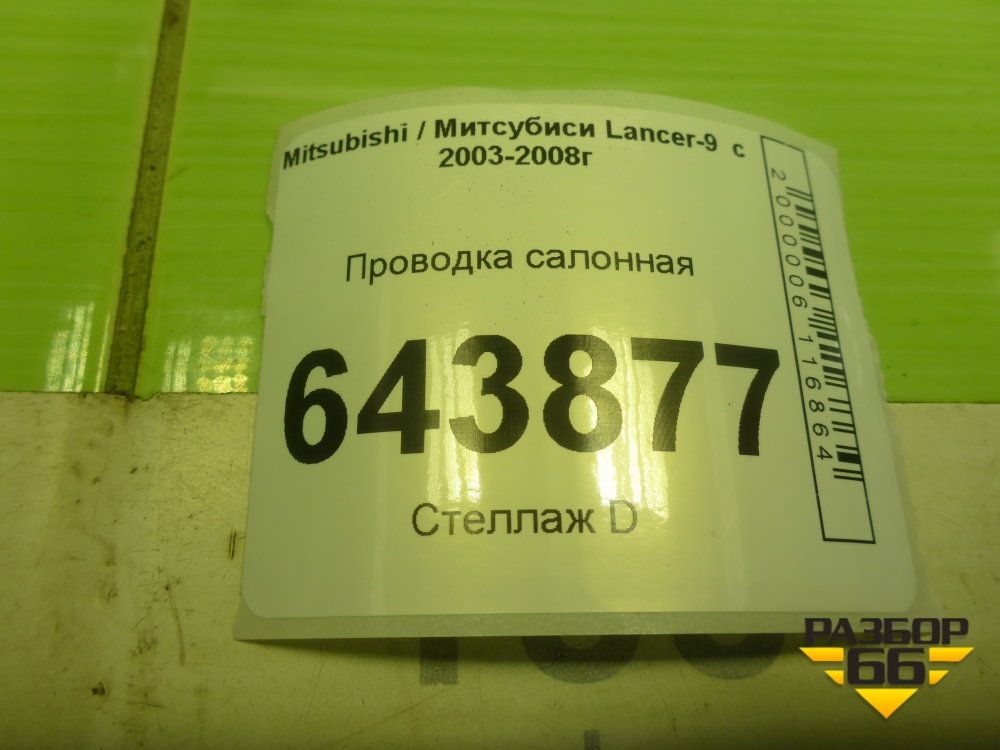 Mitsubishi / Митсубиси Lancer-9 с
2003-2008г
Проводка салонная
643877
Стеллаж D
2000006116864
РАЗБОР
66